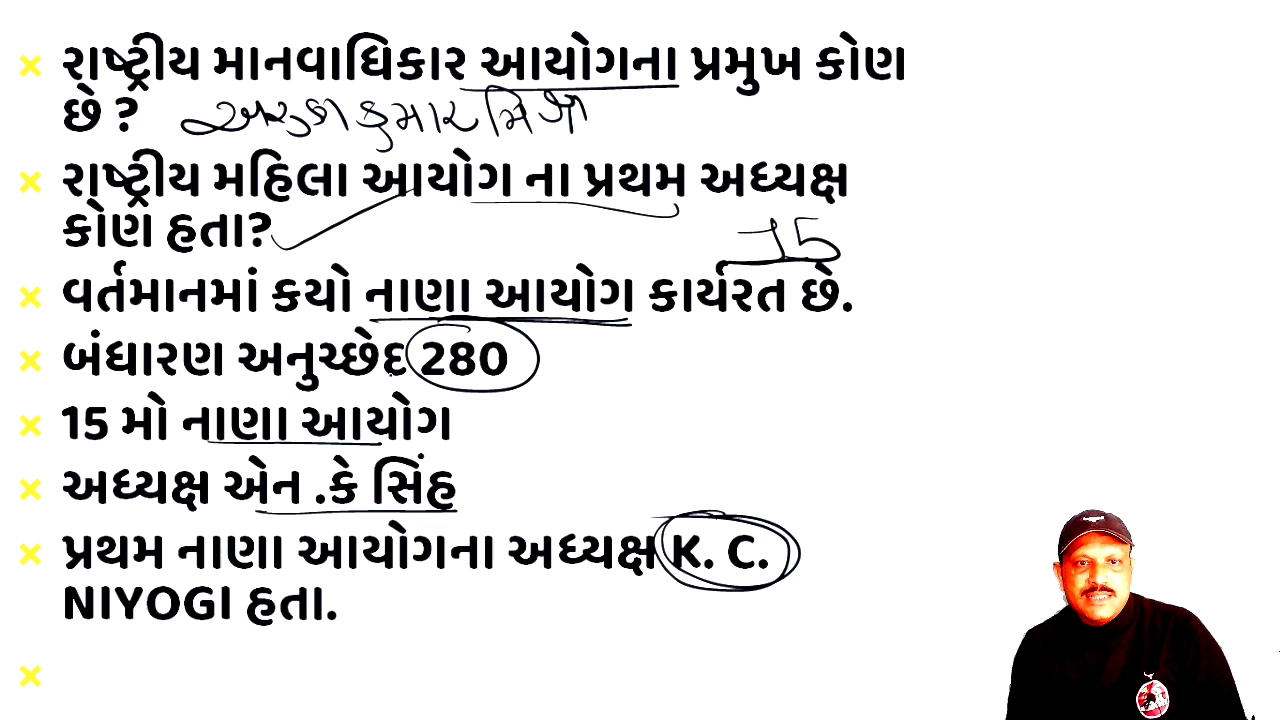 રાષ્ટ્રીય માનવાધિકાર આયોગના પ્રમુખ કોણ
છે ? અરુણ કુમાર મિશ્રા
રાષ્ટ્રીય મહિલા આયોગ ના પ્રથમ અધ્યક્ષ
કોણ હતા?
15
વર્તમાનમાં કયો નાણા આયોગ કાર્યરત છે.
બંધારણ અનુચ્છેદ 280
15 મો નાણા આયોગ
અધ્યક્ષ એન .કે સિંહ
પ્રથમ નાણા આયોગના અધ્યક્ષ K. C.
NIYOGI હતા.